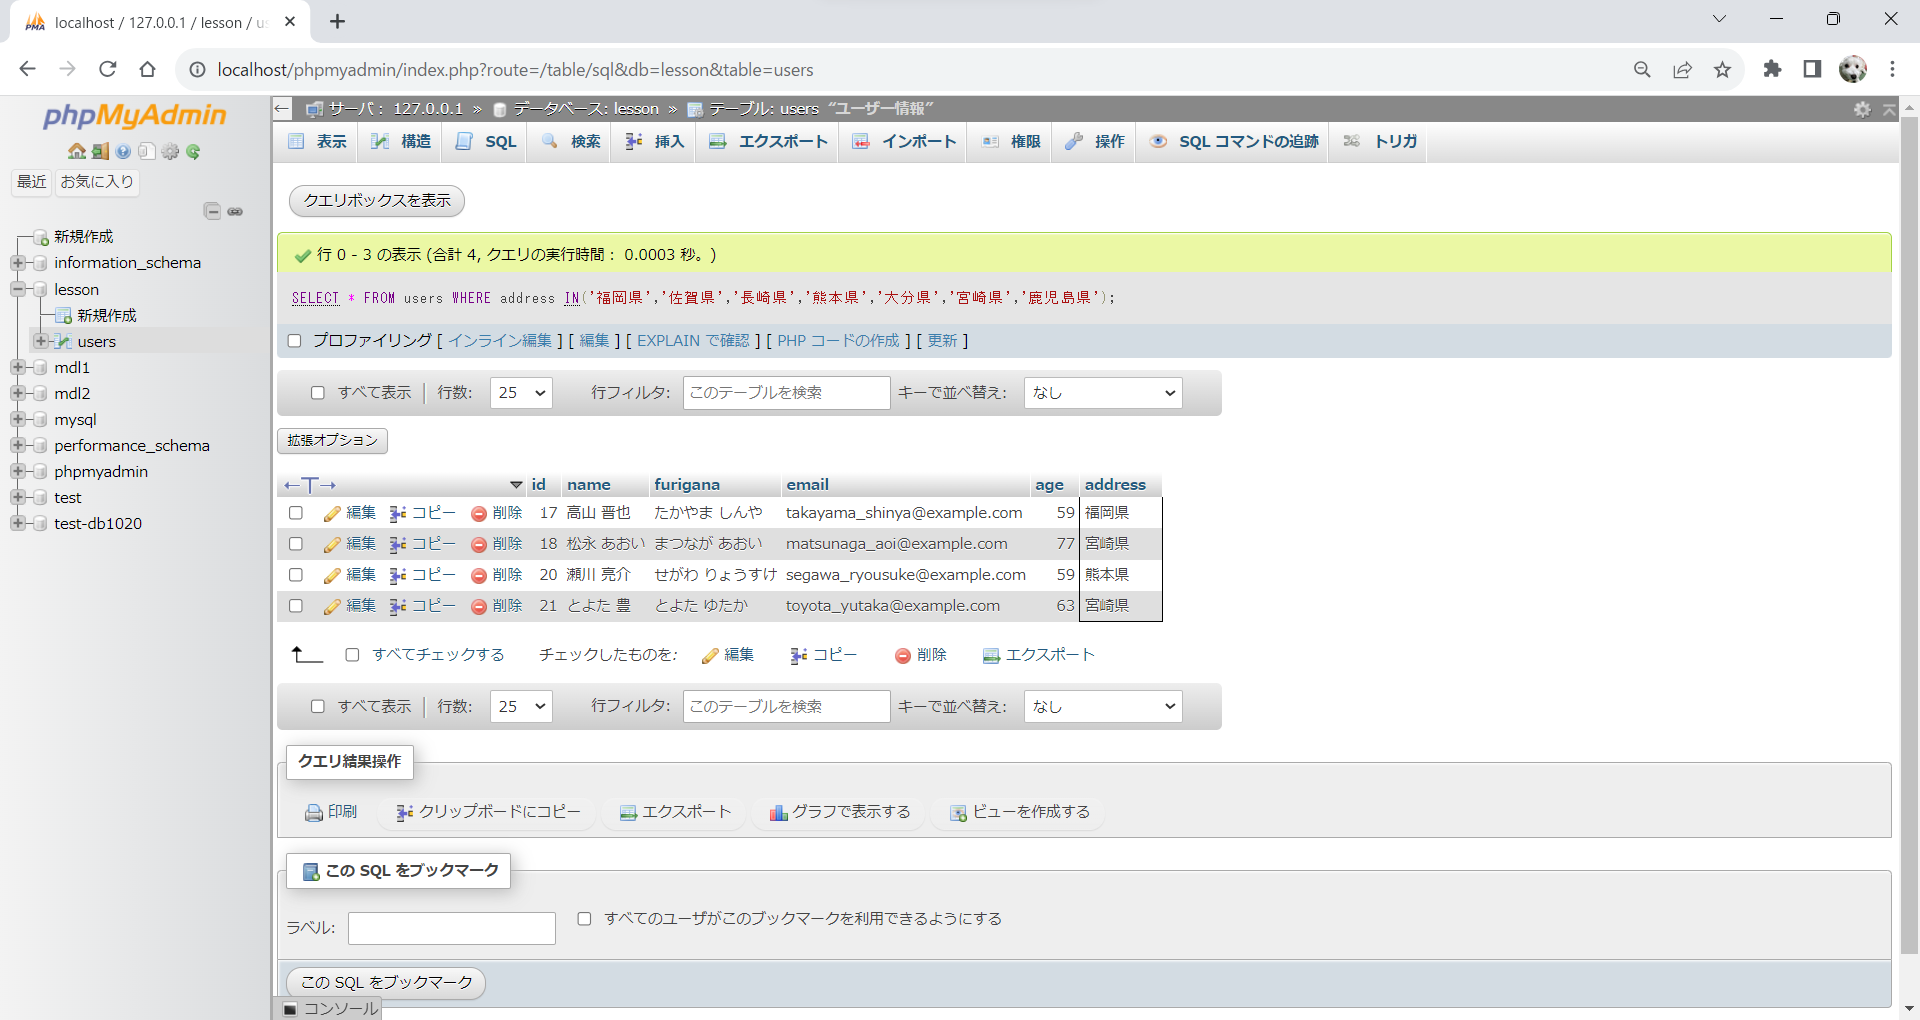 localhost / 127.0.0.1 / lesson / us
localhost/phpmyadmin/index.php?route=/table/sql&db=lesson&table=users
phpMyAdmin
最近 お気に入り
新規作成
information_schema
lesson
新規作成
users
mdl1
mdl2
mysql
performance_schema
phpmyadmin
test
test-db1020
サーバ: 127.0.0.1 » データベース: lesson » テーブル: users "ユーザー情報"
表示 構造 SQL 検索 挿入 エクスポート インポート 権限 操作 SQL コマンドの追跡 トリガ
クエリボックスを表示
行 0 - 3 の表示 (合計 4, クエリの実行時間: 0.0003 秒。)
SELECT * FROM users WHERE address IN('福岡県','佐賀県','長崎県','熊本県','大分県','宮崎県','鹿児島県');
プロファイリング [ インライン編集 ] [ 編集 ] [ EXPLAIN で確認 ] [ PHP コードの作成 ] [ 更新 ]
すべて表示 行数: 25 行フィルタ: このテーブルを検索 キーで並べ替え: なし
拡張オプション
←T→ id name furigana email age address
編集 コピー 削除 17 高山 晋也 たかやま しんや takayama_shinya@example.com 59 福岡県
編集 コピー 削除 18 松永 あおい まつなが あおい matsunaga_aoi@example.com 77 宮崎県
編集 コピー 削除 20 瀬川 亮介 せがわ りょうすけ segawa_ryousuke@example.com 59 熊本県
編集 コピー 削除 21 とよた 豊 とよた ゆたか toyota_yutaka@example.com 63 宮崎県
すべてチェックする チェックしたものを: 編集 コピー 削除 エクスポート
すべて表示 行数: 25 行フィルタ: このテーブルを検索 キーで並べ替え: なし
クエリ結果操作
印刷 クリップボードにコピー エクスポート グラフで表示する ビューを作成する
この SQL をブックマーク
ラベル: すべてのユーザがこのブックマークを利用できるようにする
この SQL をブックマーク
コンソール